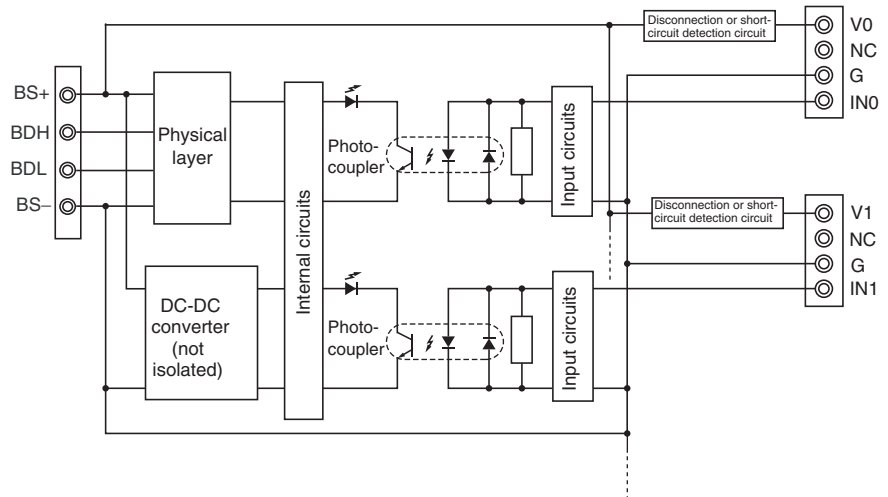 Disconnection or short-
circuit detection circuit
V0
NC
G
IN0
BS+
BDH
BDL
BS−
Physical
layer
Internal circuits
Photo-
coupler
Input circuits
Disconnection or short-
circuit detection circuit
V1
NC
G
IN1
DC-DC
converter
(not
isolated)
Photo-
coupler
Input circuits